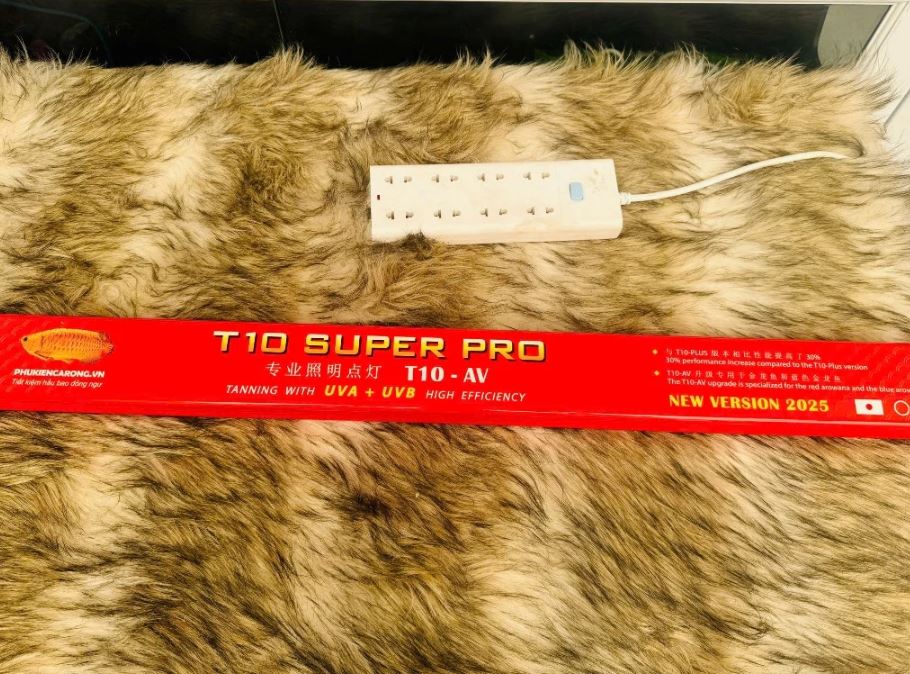 PHUKIENCARONG.VN
Tiết kiệm hầu bao đồng ngư
T10 SUPER PRO
专业照明点灯 T10 - AV
TANNING WITH UVA + UVB HIGH EFFICIENCY
与 T10-PLUS 版本相比性能提高了 30%
30% performance increase compared to the T10-Plus version
T10-AV 升级专用于金龙鱼和蓝色金龙鱼
The T10-AV upgrade is specialized for the red arowana and the blue
NEW VERSION 2025